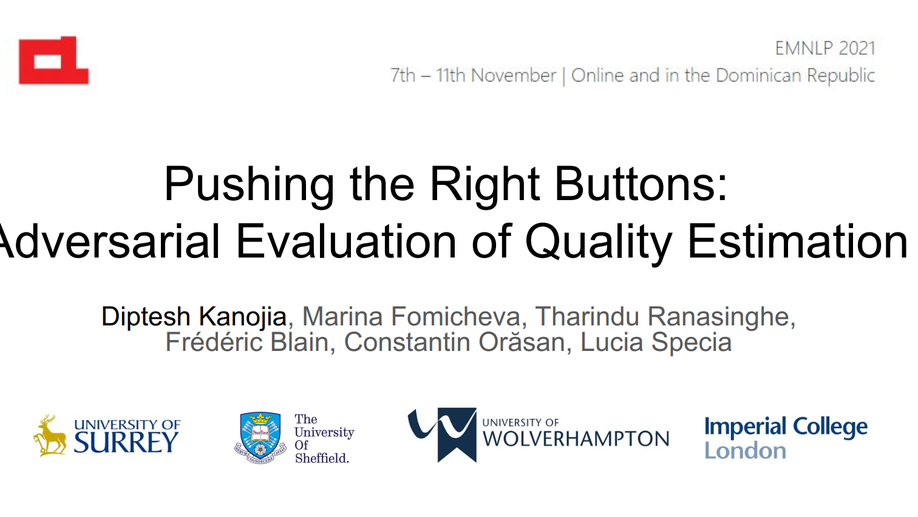 EMNLP 2021
7th – 11th November | Online and in the Dominican Republic
Pushing the Right Buttons:
Adversarial Evaluation of Quality Estimation
Diptesh Kanojia, Marina Fomicheva, Tharindu Ranasinghe,
Frédéric Blain, Constantin Orăsan, Lucia Specia
UNIVERSITY OF
SURREY
The
University
Of
Sheffield.
UNIVERSITY OF
WOLVERHAMPTON
Imperial College
London